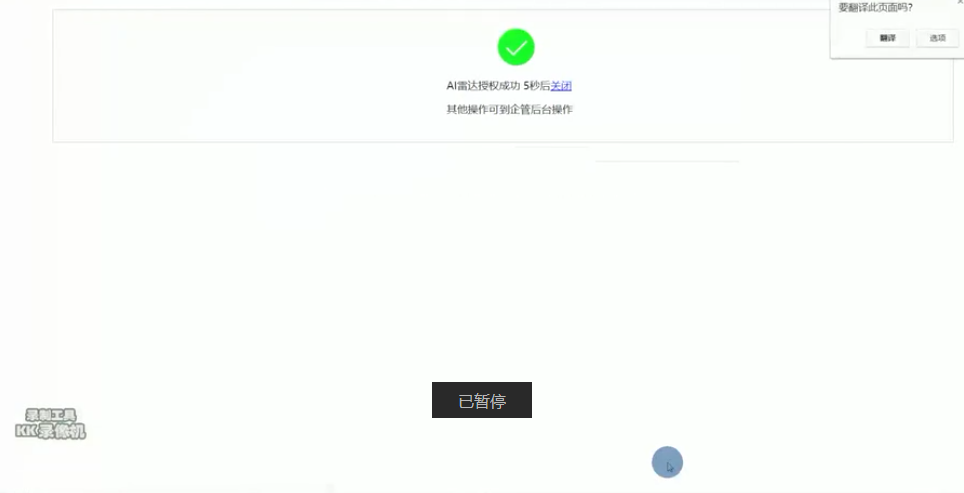 要翻译此页面吗?
翻译
选项
AI雷达授权成功 5秒后关闭
其他操作可到企管后台操作
已暂停
录制工具
KK 录像机